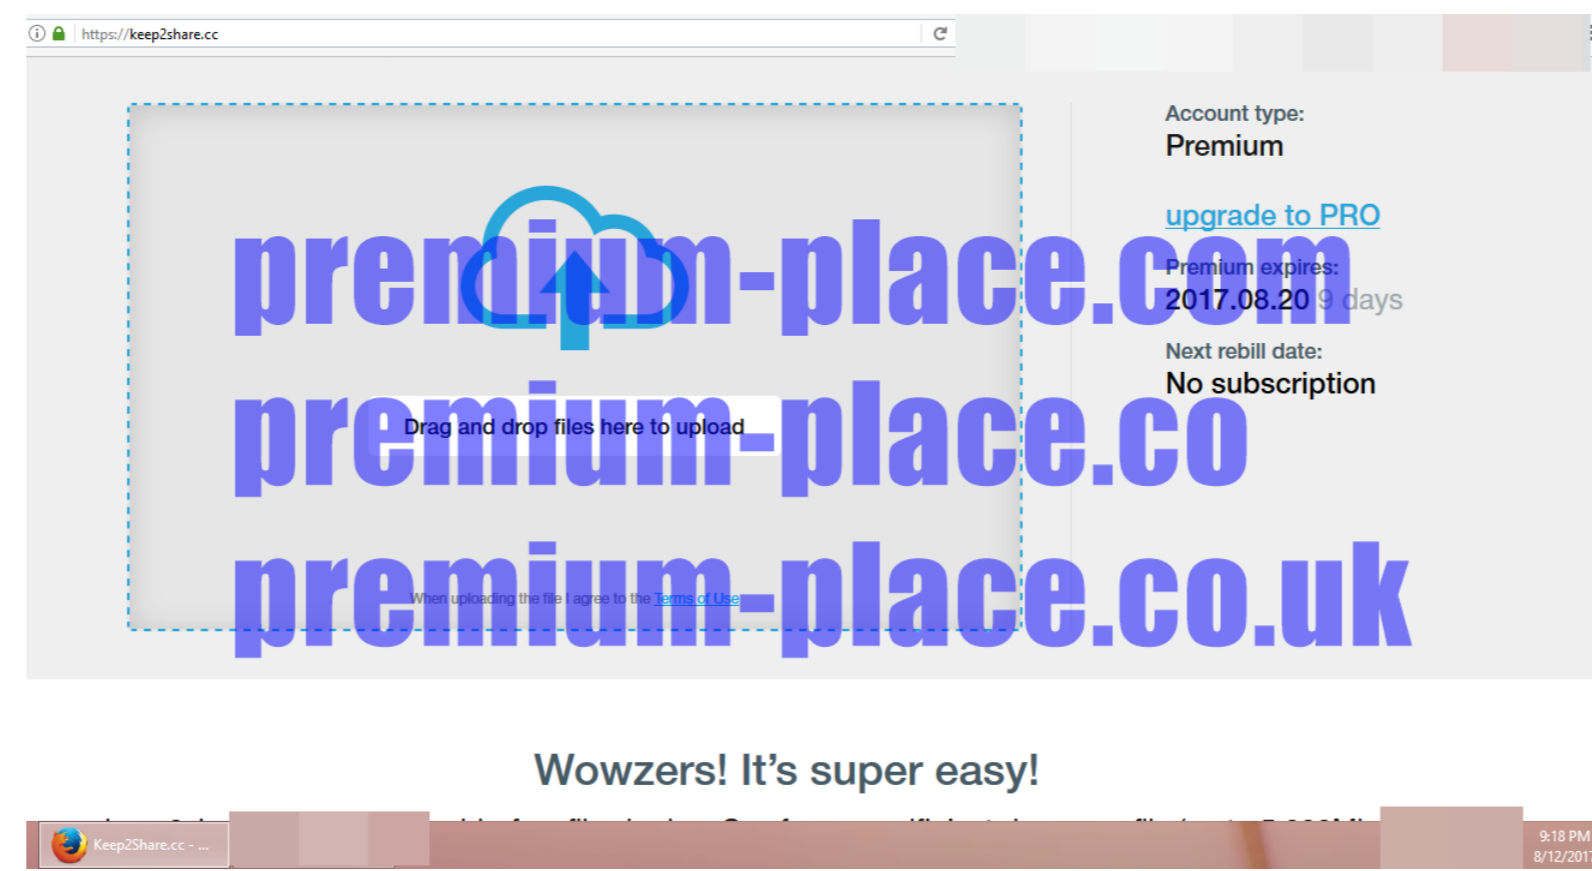 https://keep2share.cc
Account type:
Premium
upgrade to PRO
premium-place.com
Premium expires:
2017.08.20 9 days
Next rebill date:
No subscription
premium-place.co
Drag and drop files here to upload
premium-place.co.uk
When uploading the file I agree to the Terms of Use
Wowzers! It's super easy!
Keep2Share.cc - ...
9:18 PM
8/12/2017